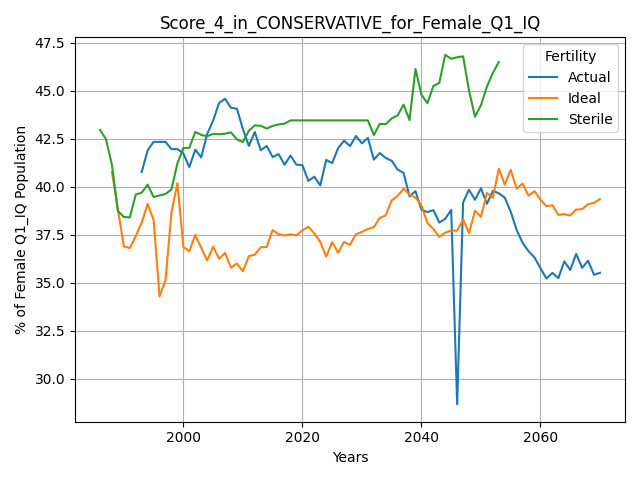 Score_4_in_CONSERVATIVE_for_Female_Q1_IQ
47.5
45.0
42.5
40.0
37.5
35.0
32.5
30.0
% of Female Q1_IQ Population
Fertility
Actual
Ideal
Sterile
2000
2020
2040
2060
Years